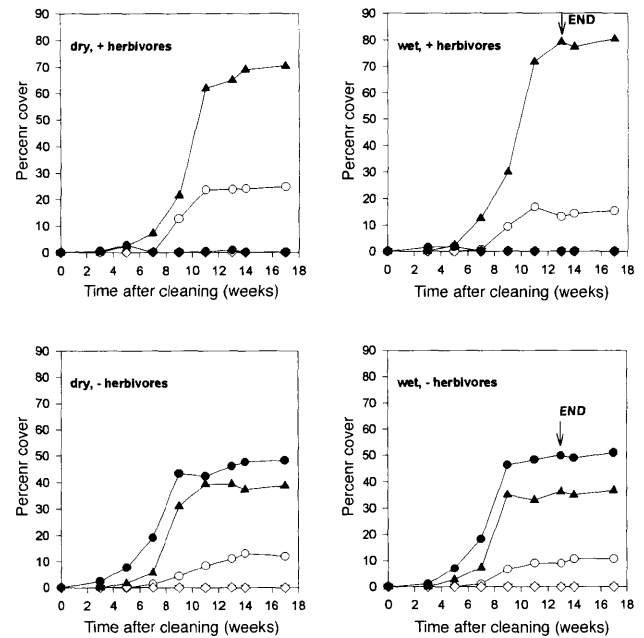 dry, + herbivores
Percenr cover
90
80
70
60
50
40
30
20
10
0
0 2 4 6 8 10 12 14 16 18
Time after cleaning (weeks)
wet, + herbivores
END
Percenr cover
90
80
70
60
50
40
30
20
10
0
0 2 4 6 8 10 12 14 16 18
Time after cleaning (weeks)
dry, - herbivores
Percenr cover
90
80
70
60
50
40
30
20
10
0
0 2 4 6 8 10 12 14 16 18
Time after cleaning (weeks)
wet, - herbivores
END
Percenr cover
90
80
70
60
50
40
30
20
10
0
0 2 4 6 8 10 12 14 16 18
Time after cleaning (weeks)